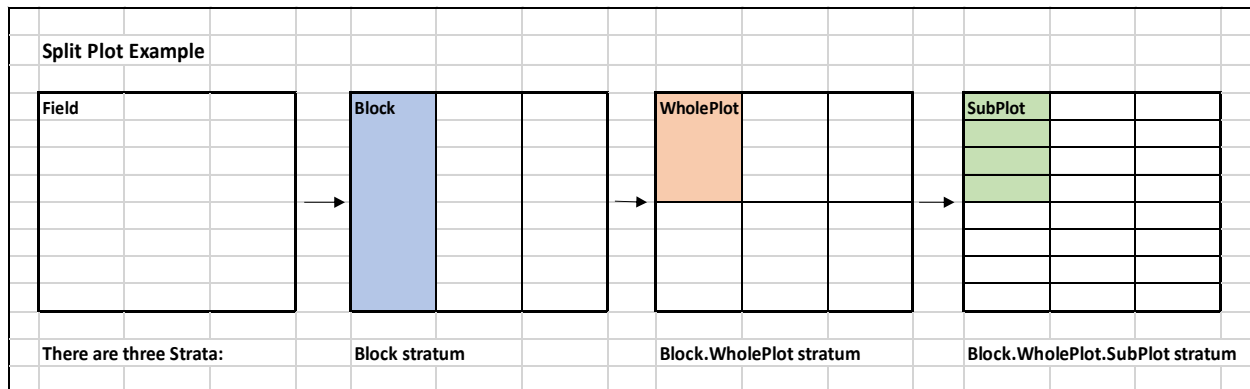 Split Plot Example
Field
Block
WholePlot
SubPlot
There are three Strata:
Block stratum
Block.WholePlot stratum
Block.WholePlot.SubPlot stratum